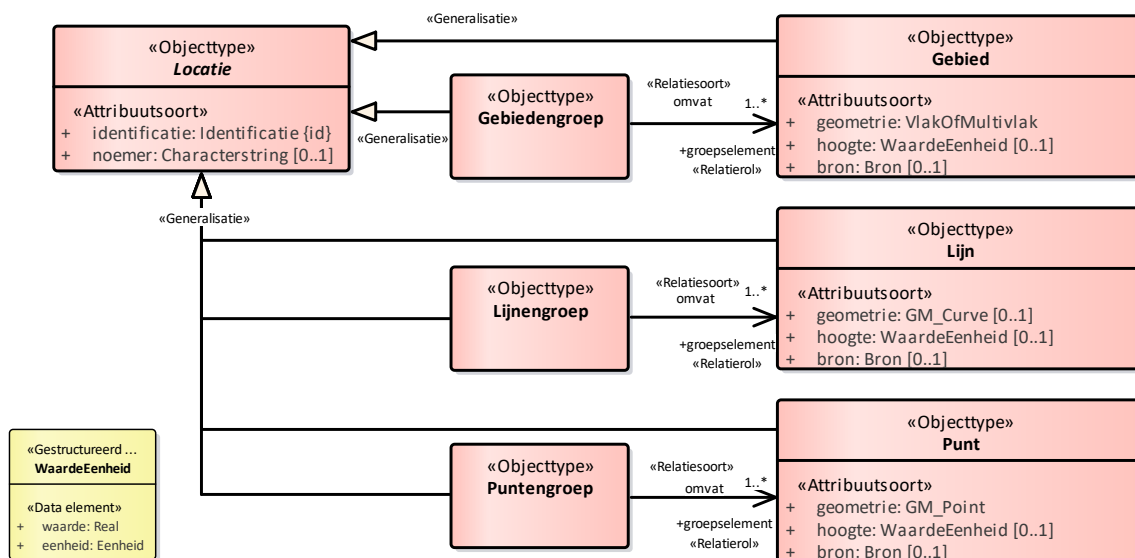 «Generalisatie»
«Objecttype»
Locatie
«Attribuutsoort»
+ identificatie: Identificatie {id}
+ noemer: Characterstring [0..1]
«Generalisatie»
«Objecttype»
Gebiedengroep
«Relatiesoort»
omvat
1..*
+groepselement
«Relatierol»
«Objecttype»
Gebied
«Attribuutsoort»
+ geometrie: VlakOfMultivlak
+ hoogte: WaardeEenheid [0..1]
+ bron: Bron [0..1]
«Generalisatie»
«Objecttype»
Lijnengroep
«Relatiesoort»
omvat
1..*
+groepselement
«Relatierol»
«Objecttype»
Lijn
«Attribuutsoort»
+ geometrie: GM_Curve [0..1]
+ hoogte: WaardeEenheid [0..1]
+ bron: Bron [0..1]
«Gestructureerd ...
WaardeEenheid
«Data element»
+ waarde: Real
+ eenheid: Eenheid
«Objecttype»
Puntengroep
«Relatiesoort»
omvat
1..*
+groepselement
«Relatierol»
«Objecttype»
Punt
«Attribuutsoort»
+ geometrie: GM_Point
+ hoogte: WaardeEenheid [0..1]
+ bron: Bron [0..1]